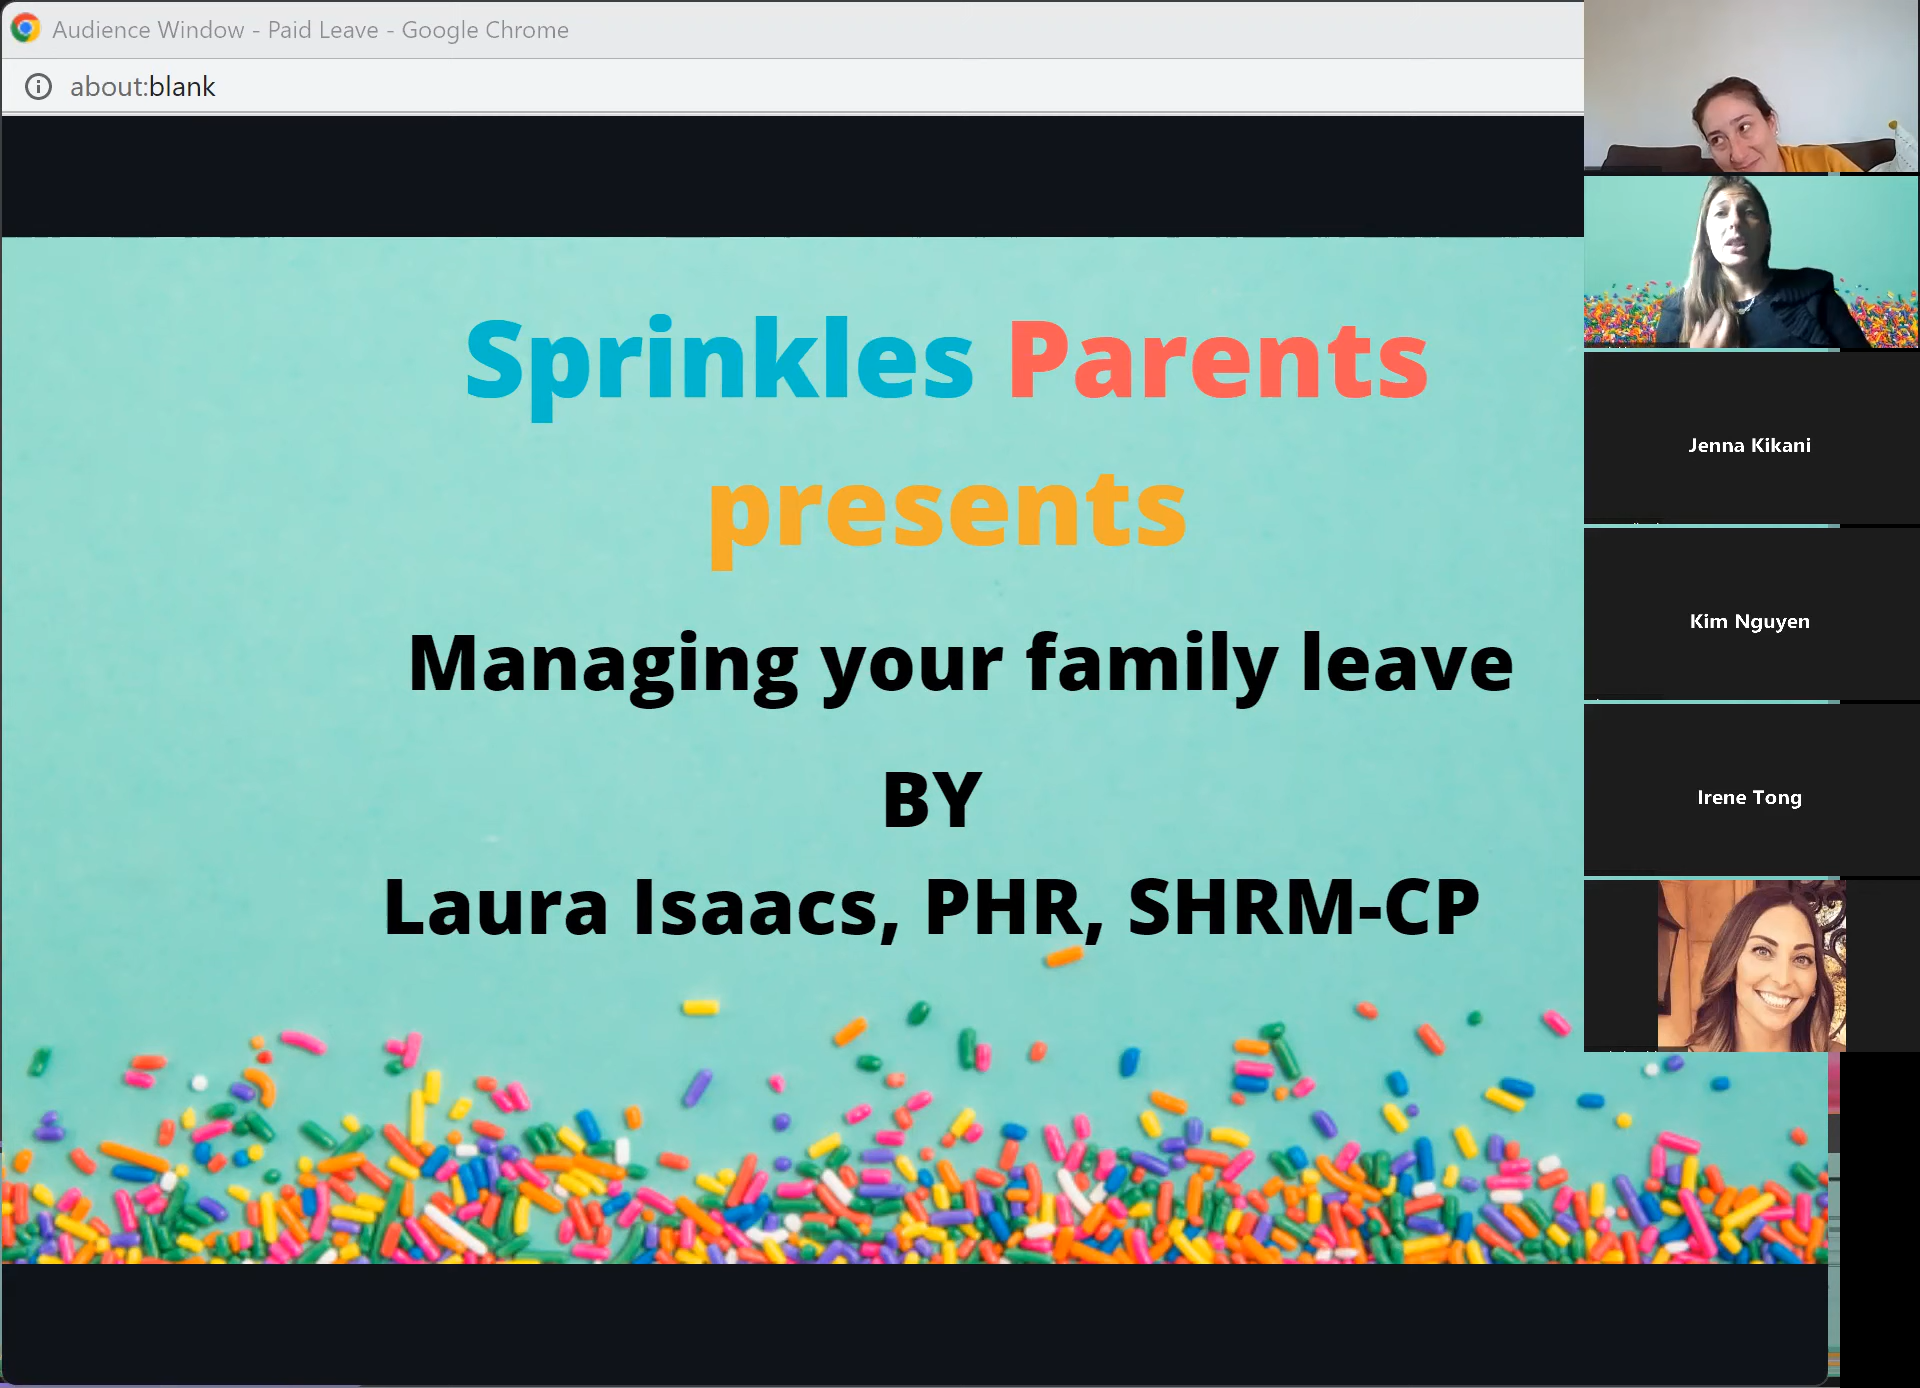 Audience Window - Paid Leave - Google Chrome
about:blank
Sprinkles Parents
presents
Managing your family leave
BY
Laura Isaacs, PHR, SHRM-CP
Jenna Kikani
Kim Nguyen
Irene Tong